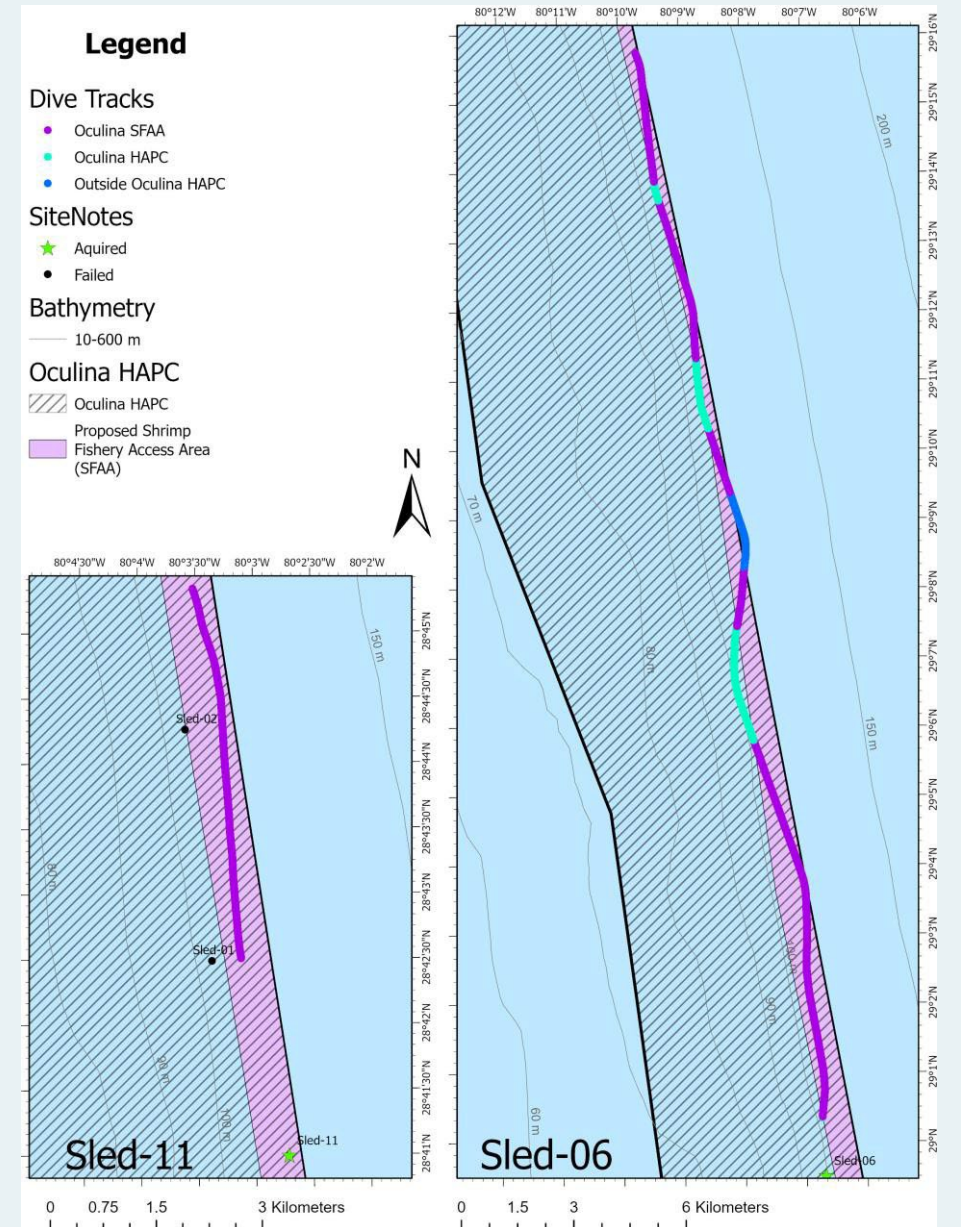 Legend
Dive Tracks
Oculina SFAA
Oculina HAPC
Outside Oculina HAPC
SiteNotes
Aquired
Failed
Bathymetry
10-600 m
Oculina HAPC
Oculina HAPC
Proposed Shrimp
Fishery Access Area
(SFAA)
N
80°4'30"W 80°4'W 80°3'30"W 80°3'W 80°2'30"W 80°2'W
28°45'N
28°44'30"N
28°44'N
28°43'30"N
28°43'N
28°42'30"N
28°42'N
28°41'30"N
28°41'N
150 m
Sled-02
80 m
Sled-01
90 m
100 m
Sled-11
Sled-11
0 0.75 1.5 3 Kilometers
80°12'W 80°11'W 80°10'W 80°9'W 80°8'W 80°7'W 80°6'W
29°16'N
29°15'N
29°14'N
29°13'N
29°12'N
29°11'N
29°10'N
29°9'N
29°8'N
29°7'N
29°6'N
29°5'N
29°4'N
29°3'N
29°2'N
29°1'N
29°N
200 m
70 m
80 m
150 m
100 m
90 m
60 m
Sled-06
Sled-06
0 1.5 3 6 Kilometers